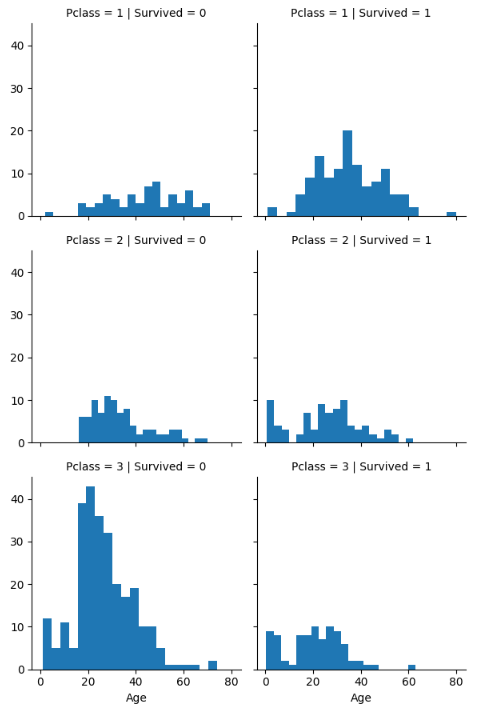 Pclass = 1 | Survived = 0
Pclass = 1 | Survived = 1
40
30
20
10
0
Pclass = 2 | Survived = 0
Pclass = 2 | Survived = 1
40
30
20
10
0
Pclass = 3 | Survived = 0
Pclass = 3 | Survived = 1
40
30
20
10
0
0 20 40 60 80
0 20 40 60 80
Age
Age